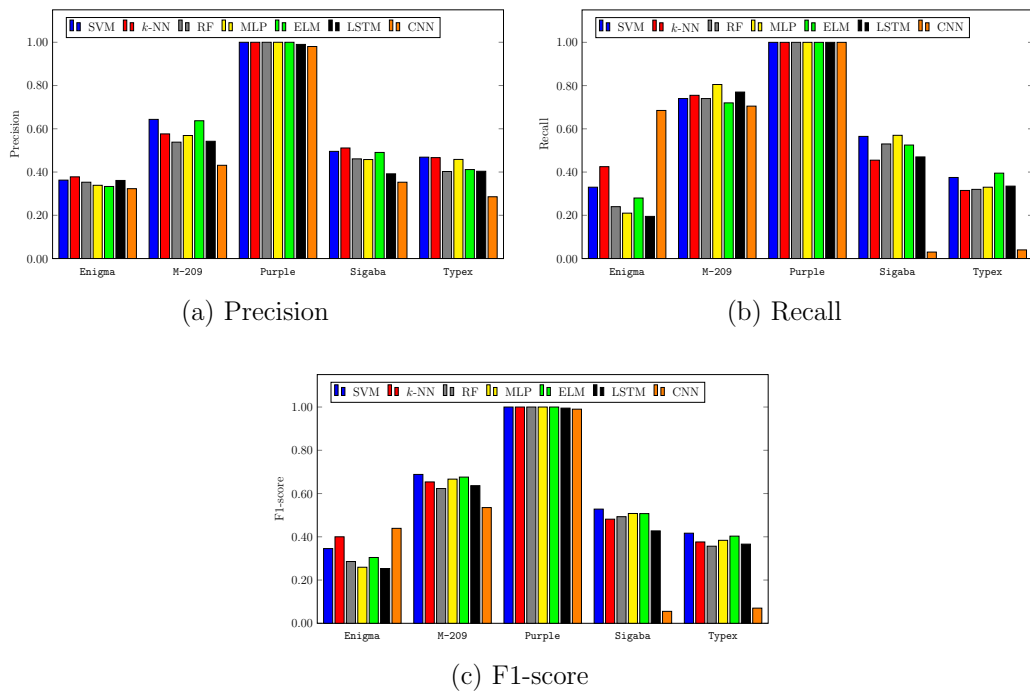 SVM k-NN RF MLP ELM LSTM CNN
1.00
0.80
0.60
0.40
0.20
0.00
Precision
Enigma M-209 Purple Sigaba Typex
(a) Precision
SVM k-NN RF MLP ELM LSTM CNN
1.00
0.80
0.60
0.40
0.20
0.00
Recall
Enigma M-209 Purple Sigaba Typex
(b) Recall
SVM k-NN RF MLP ELM LSTM CNN
1.00
0.80
0.60
0.40
0.20
0.00
F1-score
Enigma M-209 Purple Sigaba Typex
(c) F1-score